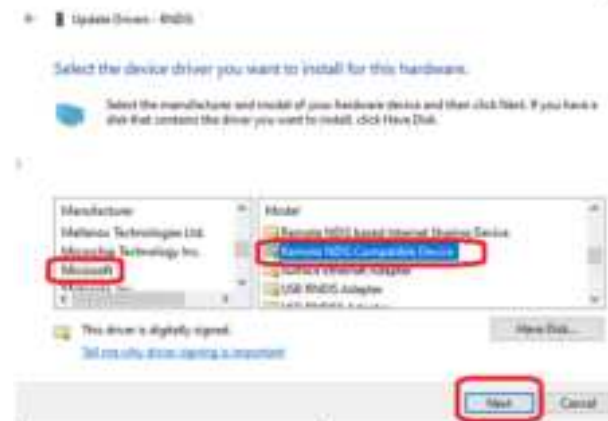 Update Drivers - RNDIS
Select the device driver you want to install for this hardware.
Select the manufacturer and model of your hardware device and then click Next. If you have a
disk that contains the driver you want to install, click Have Disk.
Manufacturer
Mellanox Technologies Ltd.
Microchip Technology Inc.
Microsoft
Model
Remote NDIS based Internet Sharing Device
Remote NDIS Compatible Device
Surface Ethernet Adapter
USB RNDIS Adapter
This driver is digitally signed.
Tell me why driver signing is important
Have Disk...
Next
Cancel